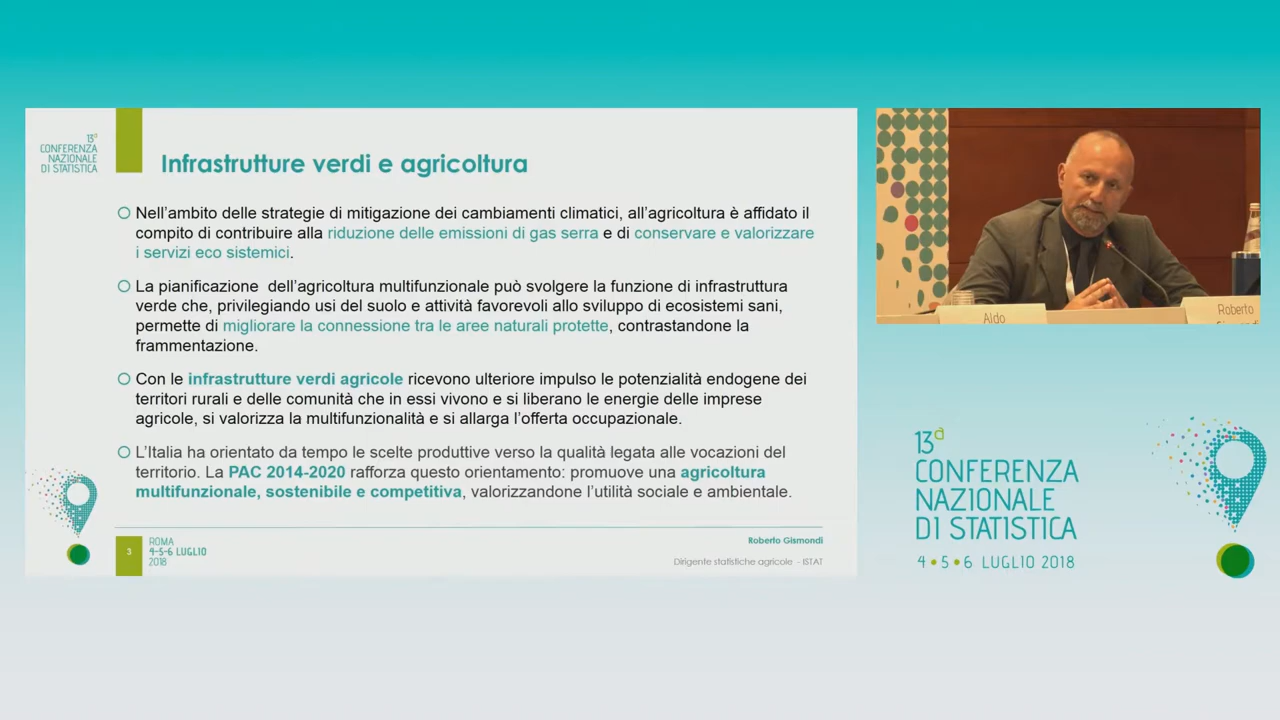 13a
CONFERENZA
NAZIONALE
DI STATISTICA
Infrastrutture verdi e agricoltura
Nell'ambito delle strategie di mitigazione dei cambiamenti climatici, all'agricoltura è affidato il
compito di contribuire alla riduzione delle emissioni di gas serra e di conservare e valorizzare
i servizi eco sistemici.
La pianificazione dell'agricoltura multifunzionale può svolgere la funzione di infrastruttura
verde che, privilegiando usi del suolo e attività favorevoli allo sviluppo di ecosistemi sani,
permette di migliorare la connessione tra le aree naturali protette, contrastandone la
frammentazione.
Con le infrastrutture verdi agricole ricevono ulteriore impulso le potenzialità endogene dei
territori rurali e delle comunità che in essi vivono e si liberano le energie delle imprese
agricole, si valorizza la multifunzionalità e si allarga l'offerta occupazionale.
L'Italia ha orientato da tempo le scelte produttive verso la qualità legata alle vocazioni del
territorio. La PAC 2014-2020 rafforza questo orientamento: promuove una agricoltura
multifunzionale, sostenibile e competitiva, valorizzandone l'utilità sociale e ambientale.
3
ROMA
4-5-6 LUGLIO
2018
Roberto Gismondi
Dirigente statistiche agricole - ISTAT
Aldo
Roberto
Gismondi
13a
CONFERENZA
NAZIONALE
DI STATISTICA
4 • 5 • 6 LUGLIO 2018